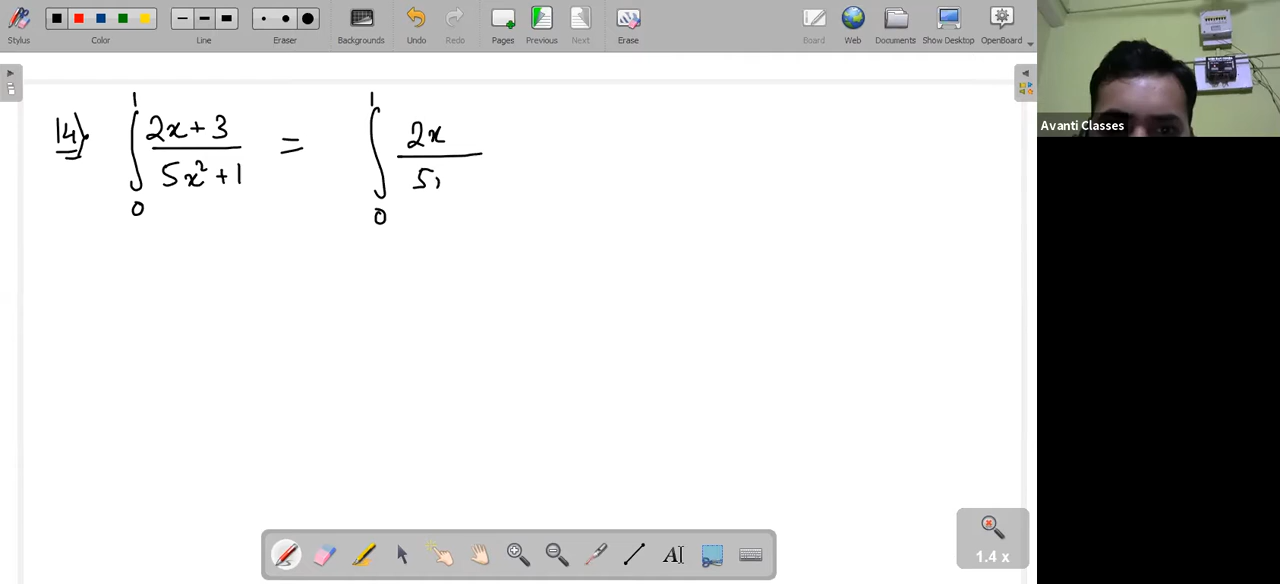 Stylus Color Line Eraser Backgrounds Undo Redo Pages Previous Next Erase Board Web Documents Show Desktop OpenBoard
Avanti Classes
14) ∫₀¹ (2x + 3)/(5x² + 1) = ∫₀¹ 2x/5
1.4 x